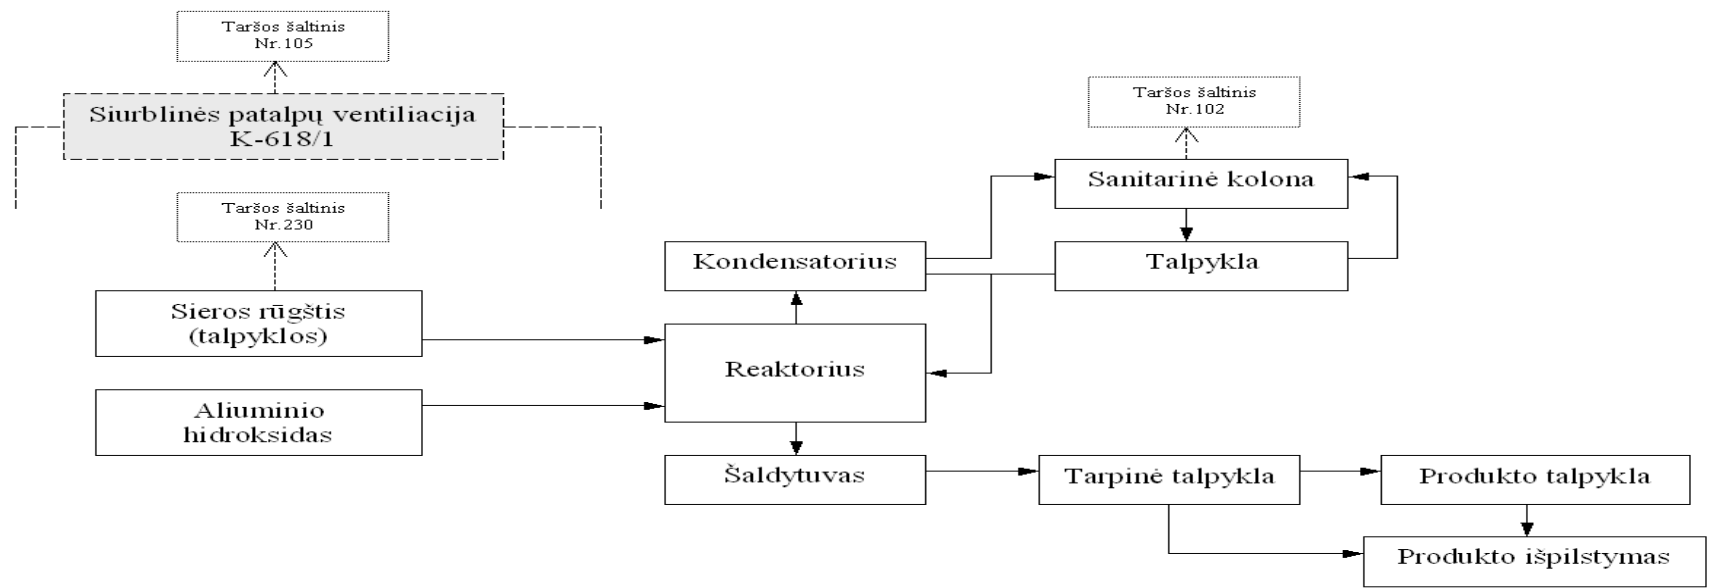 Taršos šaltinis
Nr.105
Siurblinės patalpų ventiliacija
K-618/1
Taršos šaltinis
Nr.102
Sanitarinė kolona
Taršos šaltinis
Nr.230
Kondensatorius
Talpykla
Sieros rūgštis
(talpyklos)
Reaktorius
Aliuminio
hidroksidas
Šaldytuvas
Tarpinė talpykla
Produkto talpykla
Produkto išpilstymas